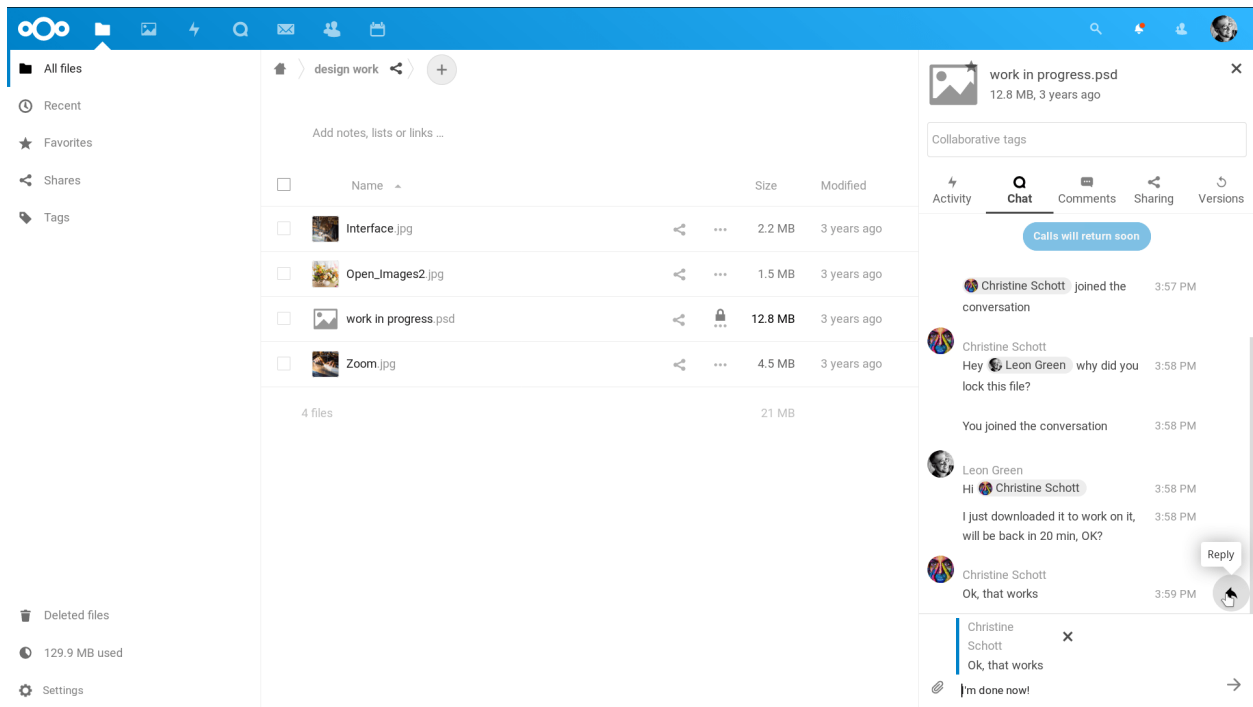 All files
Recent
Favorites
Shares
Tags
Deleted files
129.9 MB used
Settings
design work
Add notes, lists or links ...
Name Size Modified
Interface.jpg 2.2 MB 3 years ago
Open_Images2.jpg 1.5 MB 3 years ago
work in progress.psd 12.8 MB 3 years ago
Zoom.jpg 4.5 MB 3 years ago
4 files 21 MB
work in progress.psd
12.8 MB, 3 years ago
Collaborative tags
Activity Chat Comments Sharing Versions
Calls will return soon
Christine Schott joined the 3:57 PM
conversation
Christine Schott
Hey Leon Green why did you 3:58 PM
lock this file?
You joined the conversation 3:58 PM
Leon Green
Hi Christine Schott 3:58 PM
I just downloaded it to work on it, 3:58 PM
will be back in 20 min, OK?
Reply
Christine Schott
Ok, that works 3:59 PM
Christine
Schott
Ok, that works
I'm done now!